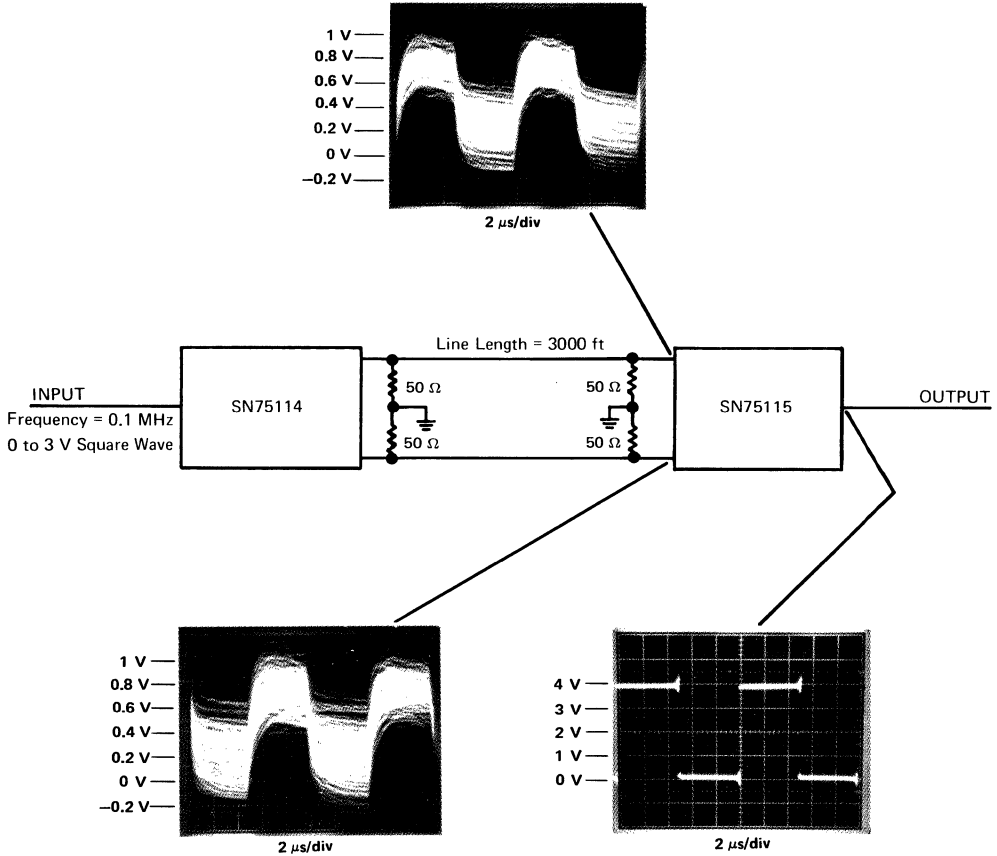 1 V
0.8 V
0.6 V
0.4 V
0.2 V
0 V
−0.2 V
2 µs/div
Line Length = 3000 ft
INPUT
Frequency = 0.1 MHz
0 to 3 V Square Wave
SN75114
50 Ω
50 Ω
50 Ω
50 Ω
SN75115
OUTPUT
1 V
0.8 V
0.6 V
0.4 V
0.2 V
0 V
−0.2 V
2 µs/div
4 V
3 V
2 V
1 V
0 V
2 µs/div